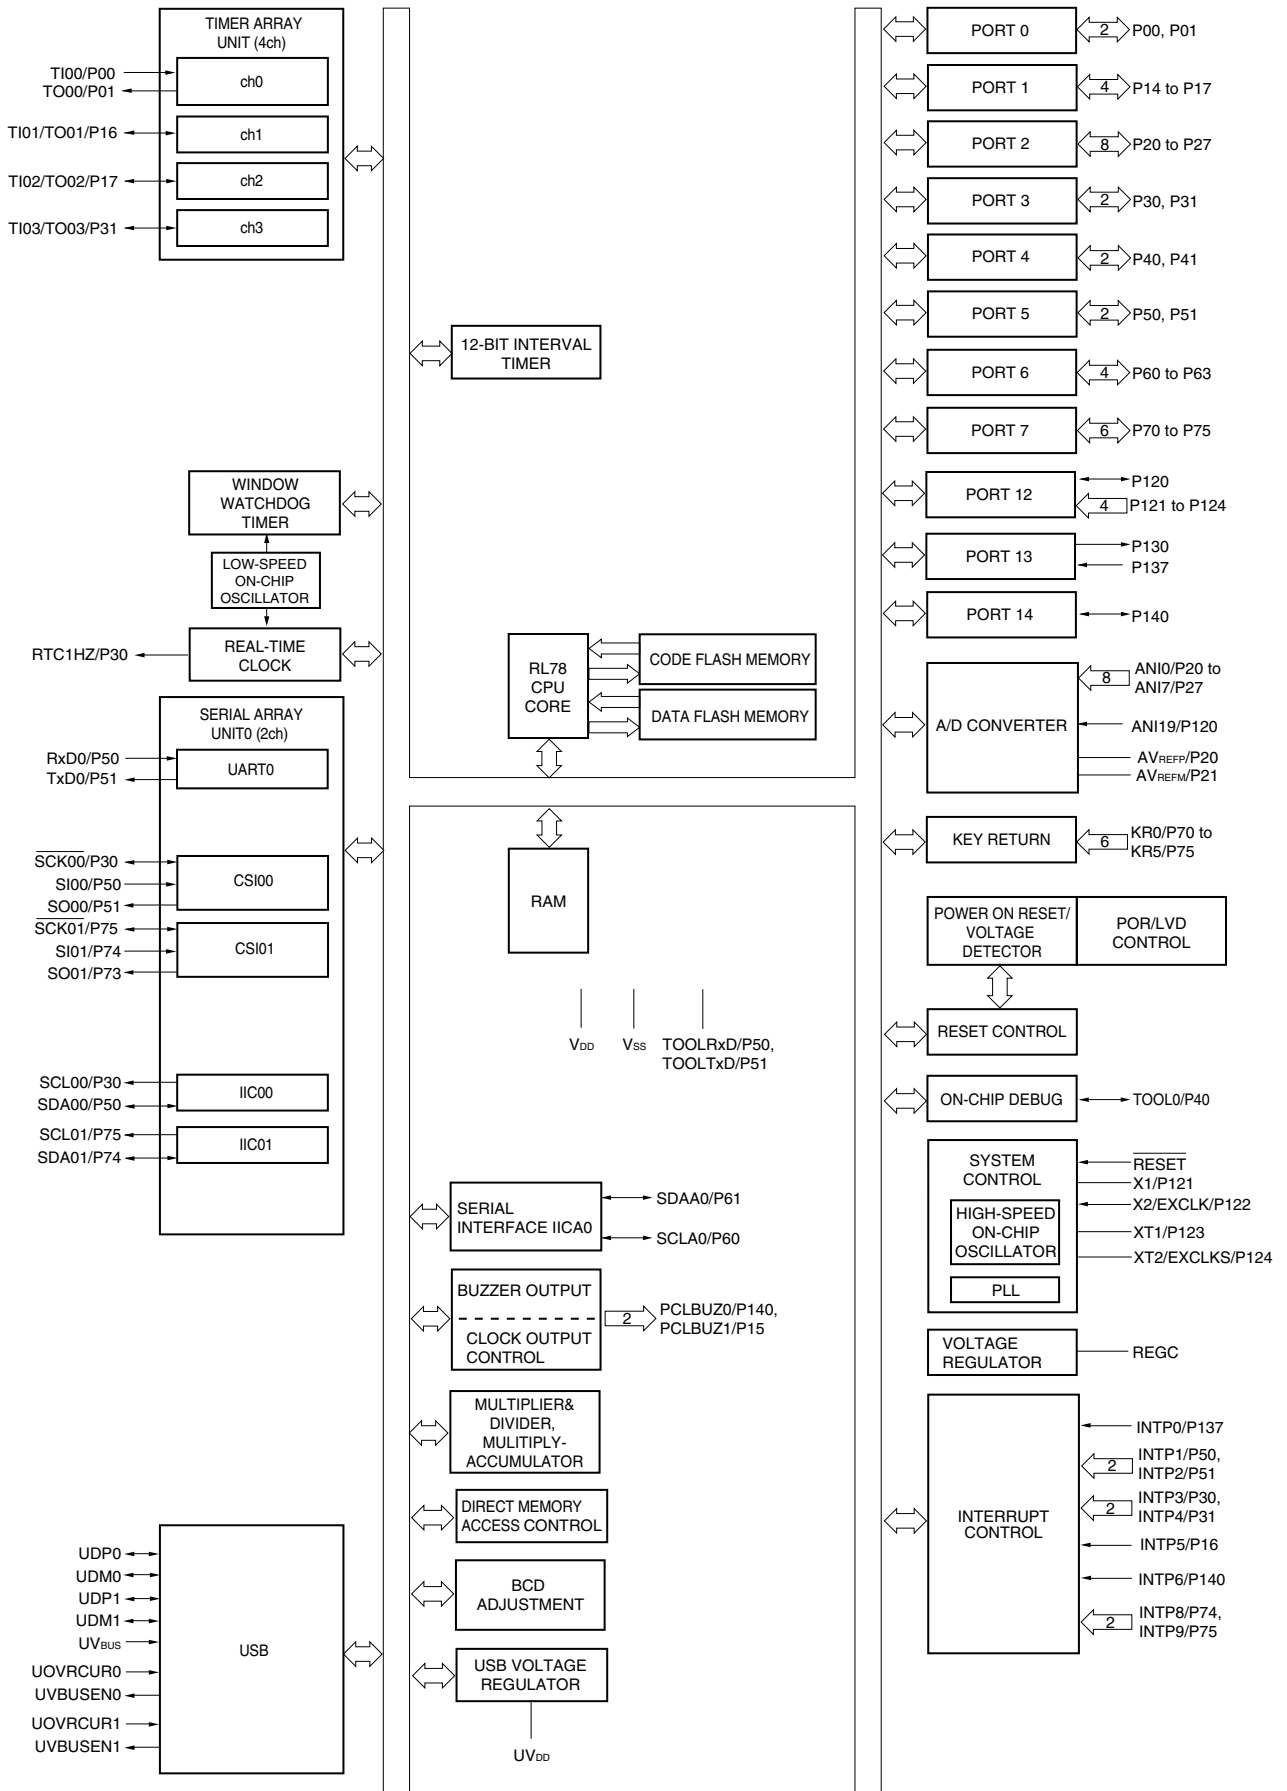 TIMER ARRAY
UNIT (4ch)
TI00/P00
TO00/P01
ch0
TI01/TO01/P16
ch1
TI02/TO02/P17
ch2
TI03/TO03/P31
ch3
12-BIT INTERVAL
TIMER
WINDOW
WATCHDOG
TIMER
LOW-SPEED
ON-CHIP
OSCILLATOR
RTC1HZ/P30
REAL-TIME
CLOCK
SERIAL ARRAY
UNIT0 (2ch)
RxD0/P50
TxD0/P51
UART0
SCK00/P30
SI00/P50
SO00/P51
CSI00
SCK01/P75
SI01/P74
SO01/P73
CSI01
SCL00/P30
SDA00/P50
IIC00
SCL01/P75
SDA01/P74
IIC01
UDP0
UDM0
UDP1
UDM1
UVBUS
UOVRCUR0
UVBUSEN0
UOVRCUR1
UVBUSEN1
USB
RL78
CPU
CORE
CODE FLASH MEMORY
DATA FLASH MEMORY
RAM
VDD
VSS
TOOLRxD/P50,
TOOLTxD/P51
SERIAL
INTERFACE IICA0
SDAA0/P61
SCLA0/P60
BUZZER OUTPUT
CLOCK OUTPUT
CONTROL
2
PCLBUZ0/P140,
PCLBUZ1/P15
MULTIPLIER&
DIVIDER,
MULITIPLY-
ACCUMULATOR
DIRECT MEMORY
ACCESS CONTROL
BCD
ADJUSTMENT
USB VOLTAGE
REGULATOR
UVDD
PORT 0
2
P00, P01
PORT 1
4
P14 to P17
PORT 2
8
P20 to P27
PORT 3
2
P30, P31
PORT 4
2
P40, P41
PORT 5
2
P50, P51
PORT 6
4
P60 to P63
PORT 7
6
P70 to P75
PORT 12
P120
4
P121 to P124
PORT 13
P130
P137
PORT 14
P140
A/D CONVERTER
8
ANI0/P20 to
ANI7/P27
ANI19/P120
AVREFP/P20
AVREFM/P21
KEY RETURN
6
KR0/P70 to
KR5/P75
POWER ON RESET/
VOLTAGE
DETECTOR
POR/LVD
CONTROL
RESET CONTROL
ON-CHIP DEBUG
TOOL0/P40
SYSTEM
CONTROL
HIGH-SPEED
ON-CHIP
OSCILLATOR
PLL
RESET
X1/P121
X2/EXCLK/P122
XT1/P123
XT2/EXCLKS/P124
VOLTAGE
REGULATOR
REGC
INTERRUPT
CONTROL
INTP0/P137
2
INTP1/P50,
INTP2/P51
2
INTP3/P30,
INTP4/P31
INTP5/P16
INTP6/P140
2
INTP8/P74,
INTP9/P75